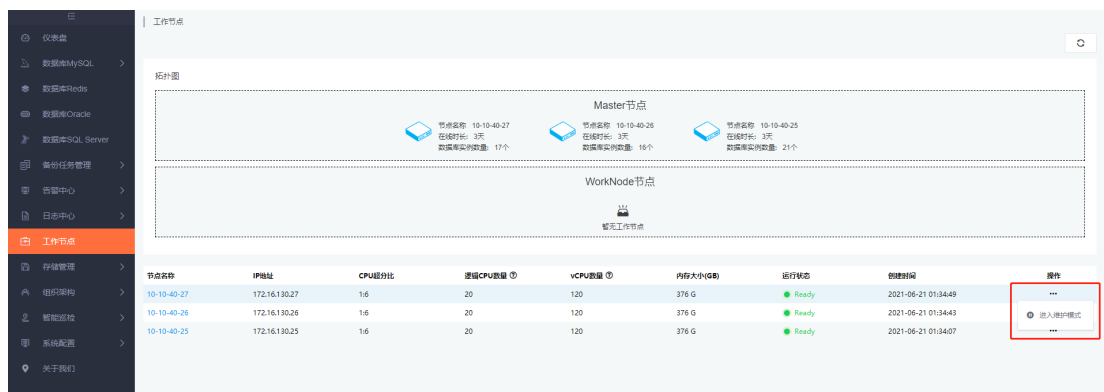 工作节点
仪表盘
数据库MySQL
数据库Redis
数据库Oracle
数据库SQL Server
备份任务管理
告警中心
日志中心
工作节点
存储管理
组织架构
智能巡检
系统配置
关于我们
拓扑图
Master节点
节点名称: 10-10-40-27
在线时长: 3天
数据库实例数量: 17个
节点名称: 10-10-40-26
在线时长: 3天
数据库实例数量: 16个
节点名称: 10-10-40-25
在线时长: 3天
数据库实例数量: 21个
WorkNode节点
暂无工作节点
节点名称 IP地址 CPU超分比 逻辑CPU数量 vCPU数量 内存大小(GB) 运行状态 创建时间 操作
10-10-40-27 172.16.130.27 1:6 20 120 376 G Ready 2021-06-21 01:34:49 •••
10-10-40-26 172.16.130.26 1:6 20 120 376 G Ready 2021-06-21 01:34:43
进入维护模式
10-10-40-25 172.16.130.25 1:6 20 120 376 G Ready 2021-06-21 01:34:07 •••